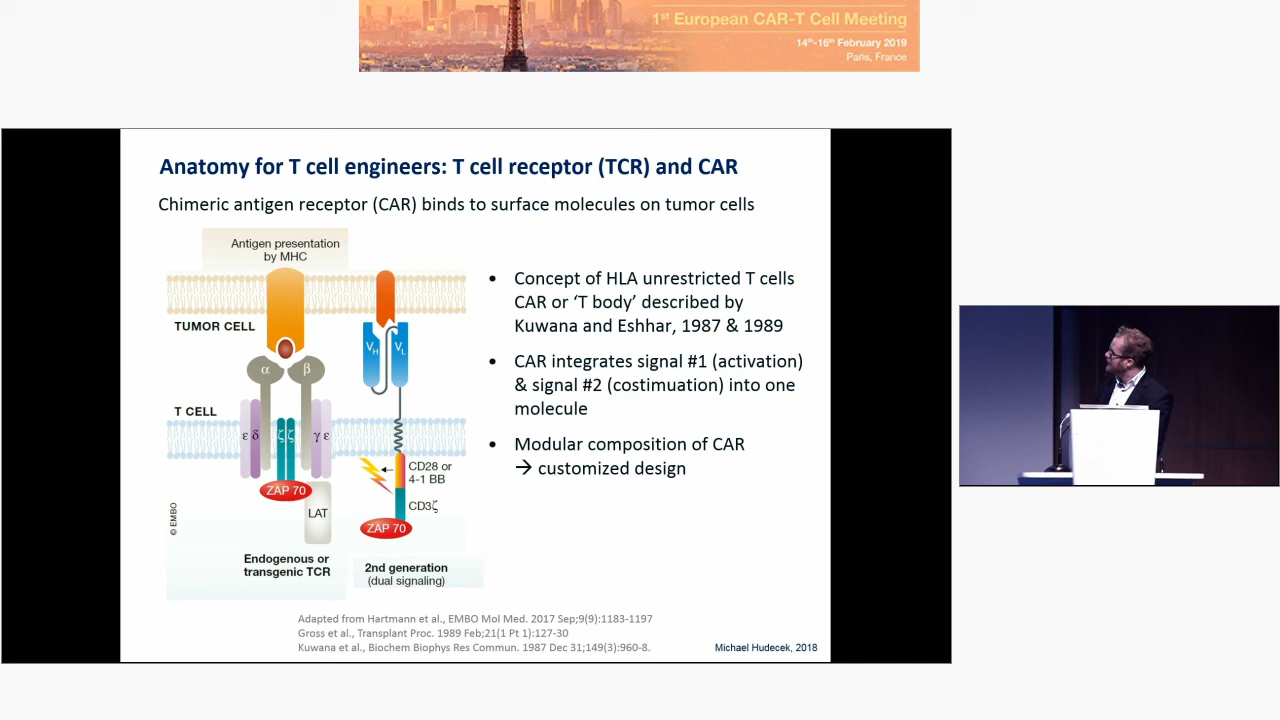 1st European CAR-T Cell Meeting
14th-16th February 2019
Paris, France
Anatomy for T cell engineers: T cell receptor (TCR) and CAR
Chimeric antigen receptor (CAR) binds to surface molecules on tumor cells
Antigen presentation
by MHC
TUMOR CELL
VH
VL
α
β
T CELL
ε δ
ζ ζ
γ ε
ZAP 70
LAT
CD28 or
4-1 BB
CD3ζ
ZAP 70
© EMBO
Endogenous or
transgenic TCR
2nd generation
(dual signaling)
• Concept of HLA unrestricted T cells
CAR or ‘T body’ described by
Kuwana and Eshhar, 1987 & 1989
• CAR integrates signal #1 (activation)
& signal #2 (costimuation) into one
molecule
• Modular composition of CAR
→ customized design
Adapted from Hartmann et al., EMBO Mol Med. 2017 Sep;9(9):1183-1197
Gross et al., Transplant Proc. 1989 Feb;21(1 Pt 1):127-30
Kuwana et al., Biochem Biophys Res Commun. 1987 Dec 31;149(3):960-8.
Michael Hudecek, 2018